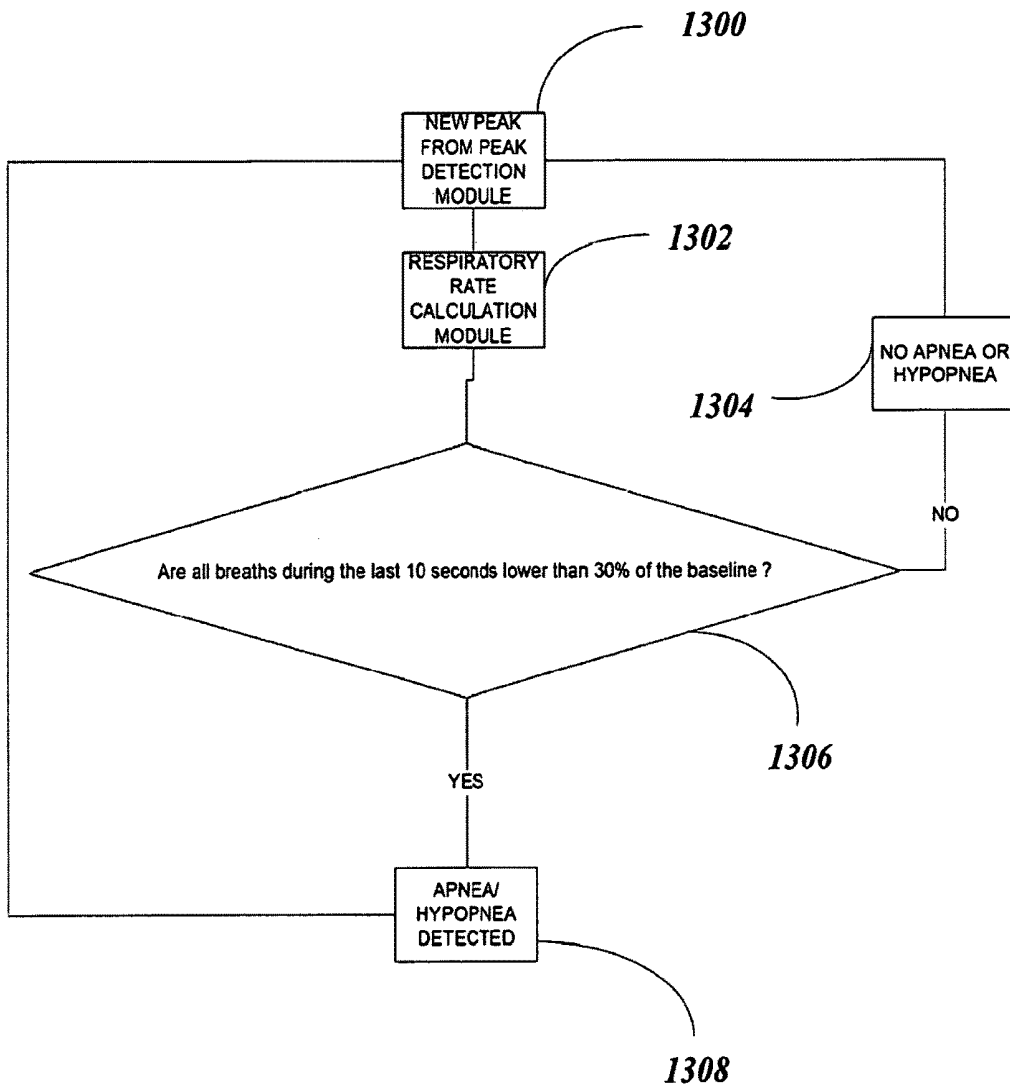 1300
NEW PEAK
FROM PEAK
DETECTION
MODULE
1302
RESPIRATORY
RATE
CALCULATION
MODULE
NO APNEA OR
HYPOPNEA
1304
NO
Are all breaths during the last 10 seconds lower than 30% of the baseline ?
1306
YES
APNEA/
HYPOPNEA
DETECTED
1308